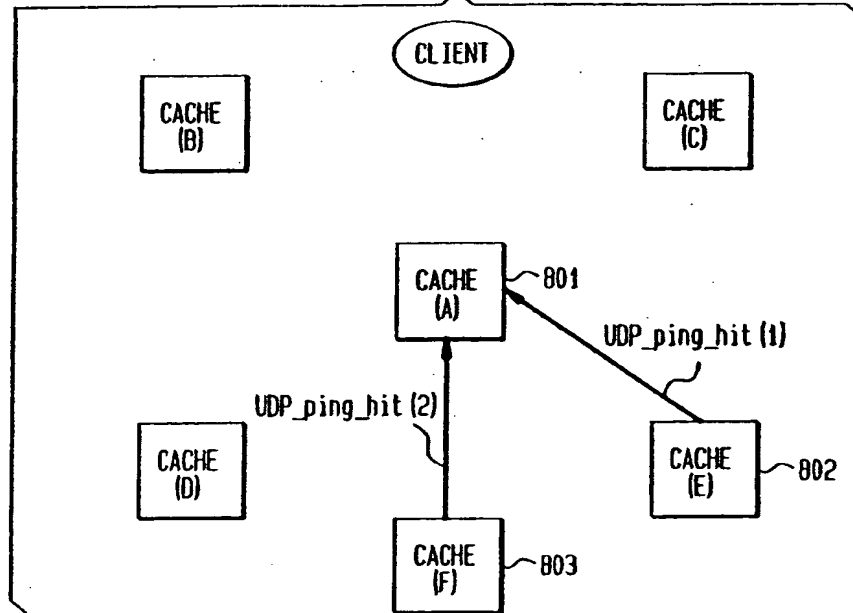 CLIENT
CACHE
(B)
CACHE
(C)
CACHE
(A)
801
UDP_ping_hit (1)
UDP_ping_hit (2)
CACHE
(D)
CACHE
(E)
802
CACHE
(F)
803